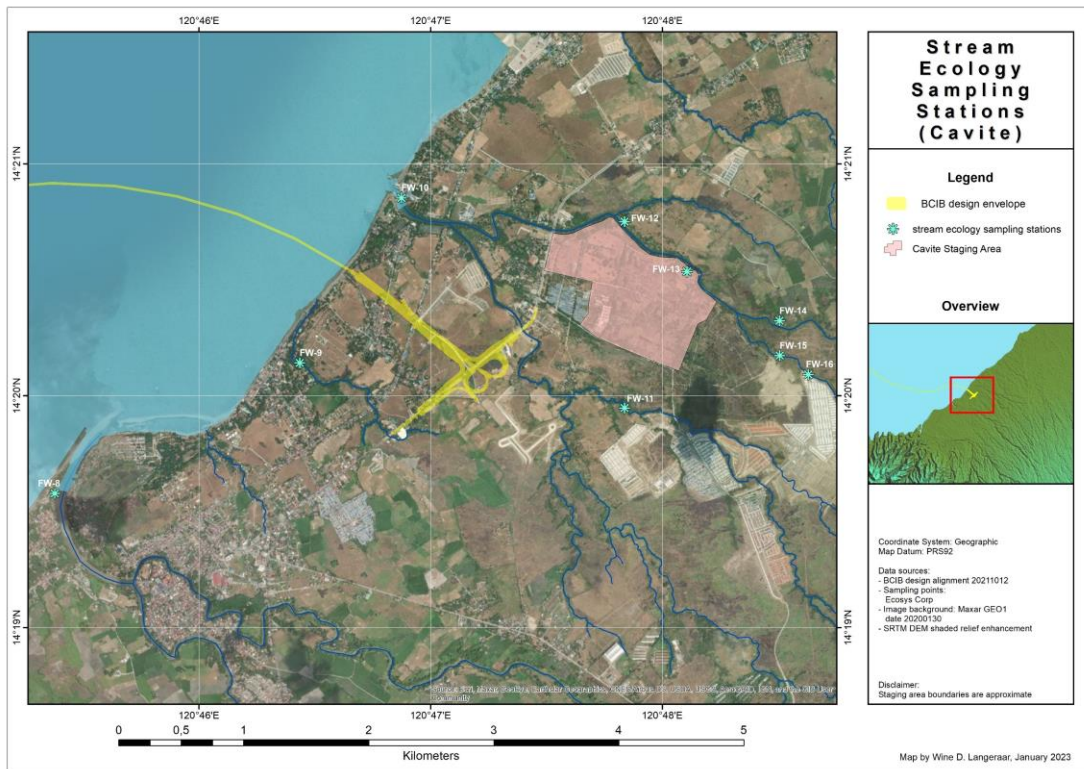 120°46'E 120°47'E 120°48'E
14°21'N 14°21'N
14°20'N 14°20'N
14°19'N 14°19'N
FW-10
FW-12
FW-13
FW-14
FW-15
FW-16
FW-9
FW-11
FW-8
120°46'E 120°47'E 120°48'E
0 0,5 1 2 3 4 5
Kilometers
Stream
Ecology
Sampling
Stations
(Cavite)
Legend
BCIB design envelope
stream ecology sampling stations
Cavite Staging Area
Overview
Coordinate System: Geographic
Map Datum: PRS92
Data sources:
- BCIB design alignment 20211012
- Sampling points:
Ecosys Corp
- Image background: Maxar GEO1
date 20200130
- SRTM DEM shaded relief enhancement
Disclaimer:
Staging area boundaries are approximate
Map by Wine D. Langeraar, January 2023